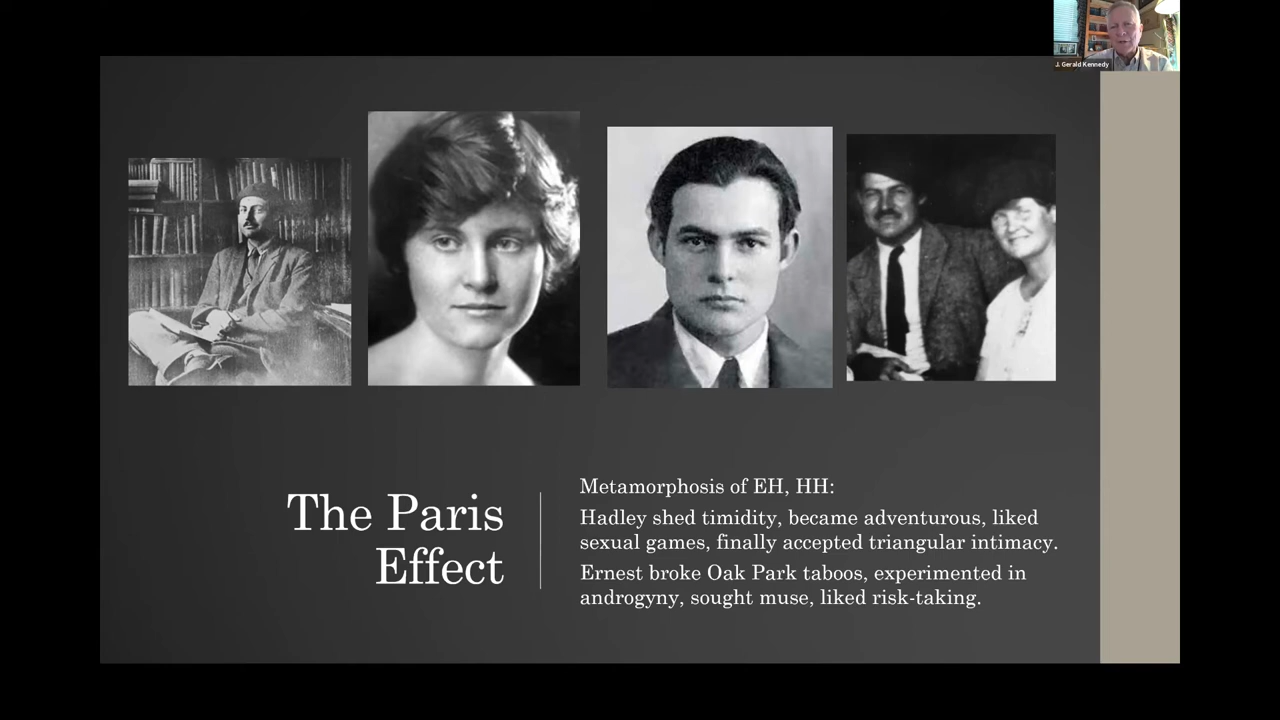 J. Gerald Kennedy
The Paris
Effect
Metamorphosis of EH, HH:
Hadley shed timidity, became adventurous, liked
sexual games, finally accepted triangular intimacy.
Ernest broke Oak Park taboos, experimented in
androgyny, sought muse, liked risk-taking.